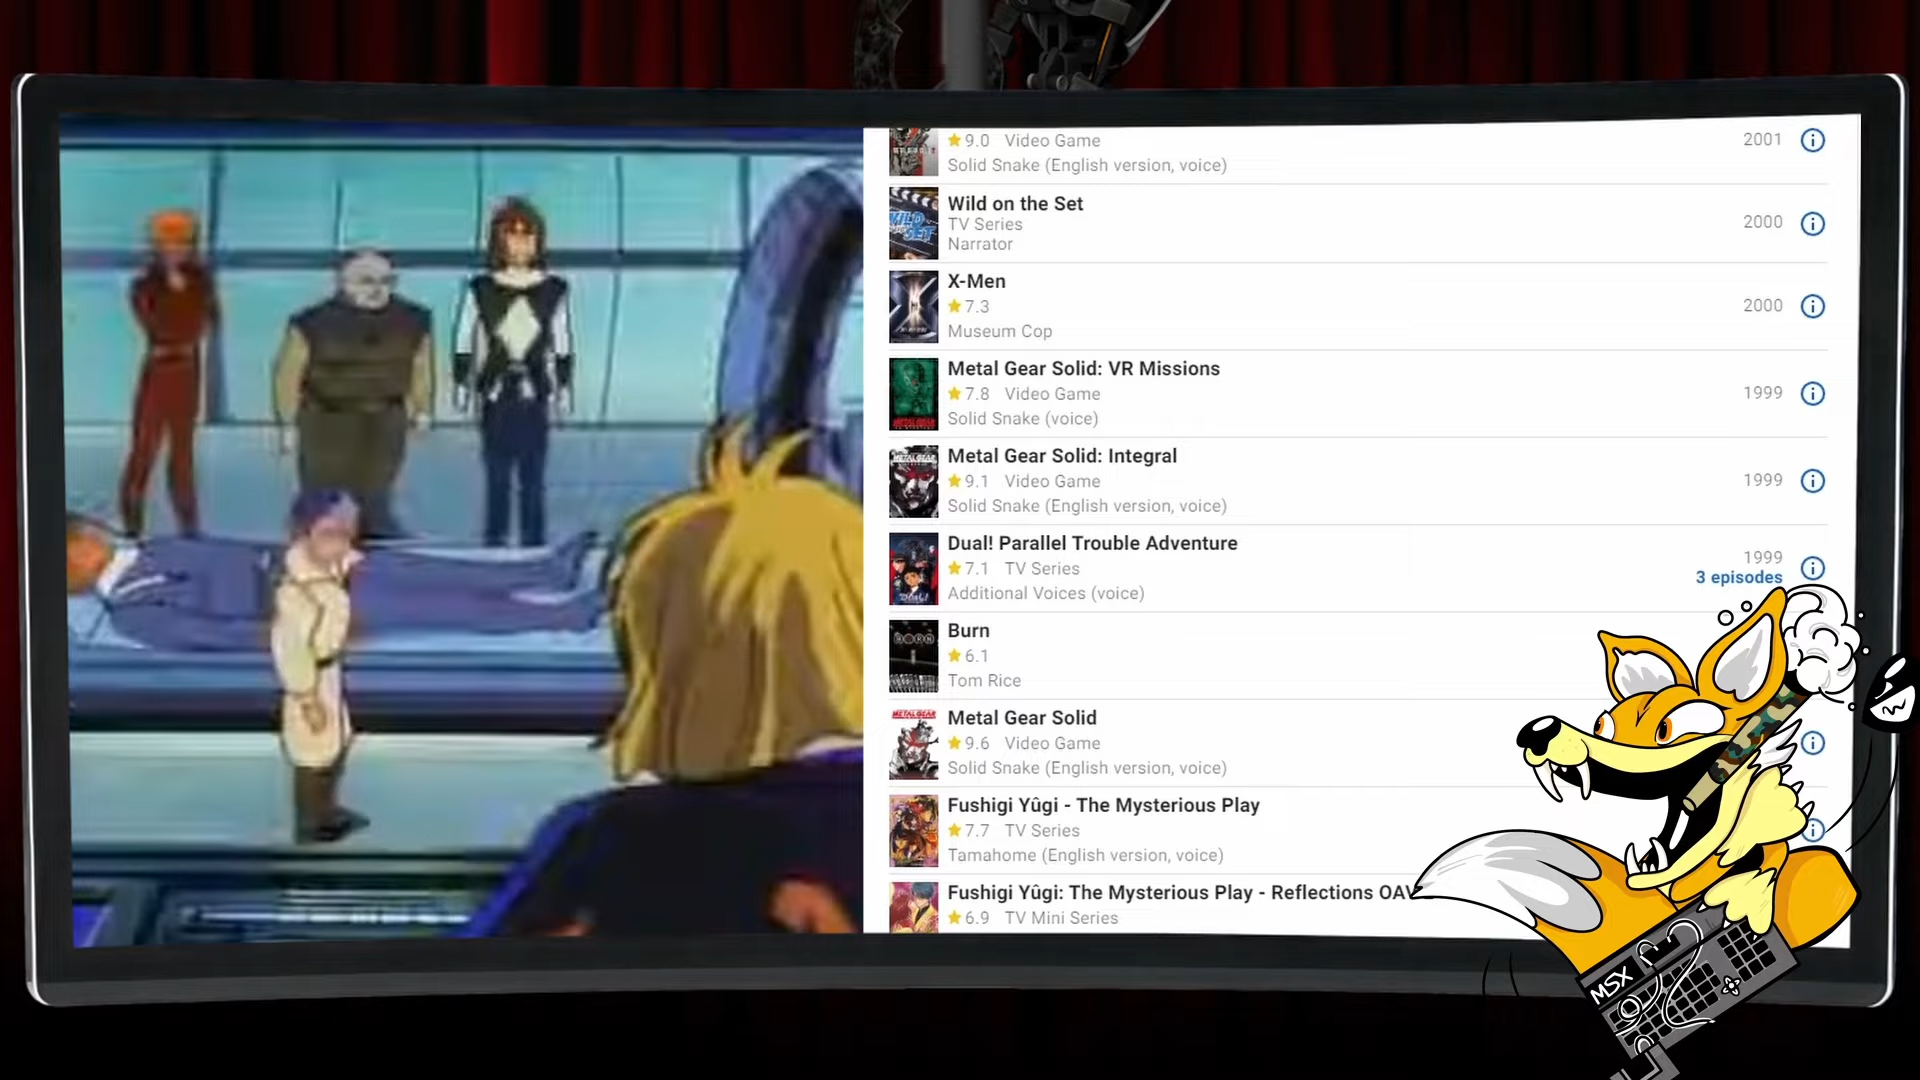 9.0 Video Game
2001
Solid Snake (English version, voice)
Wild on the Set
TV Series
2000
Narrator
X-Men
7.3
2000
Museum Cop
Metal Gear Solid: VR Missions
7.8 Video Game
1999
Solid Snake (voice)
Metal Gear Solid: Integral
9.1 Video Game
1999
Solid Snake (English version, voice)
Dual! Parallel Trouble Adventure
1999
7.1 TV Series
3 episodes
Additional Voices (voice)
Burn
6.1
Tom Rice
Metal Gear Solid
9.6 Video Game
Solid Snake (English version, voice)
Fushigi Yûgi - The Mysterious Play
7.7 TV Series
Tamahome (English version, voice)
Fushigi Yûgi: The Mysterious Play - Reflections OAV
6.9 TV Mini Series
WILD
SET
METAL GEAR
MSX